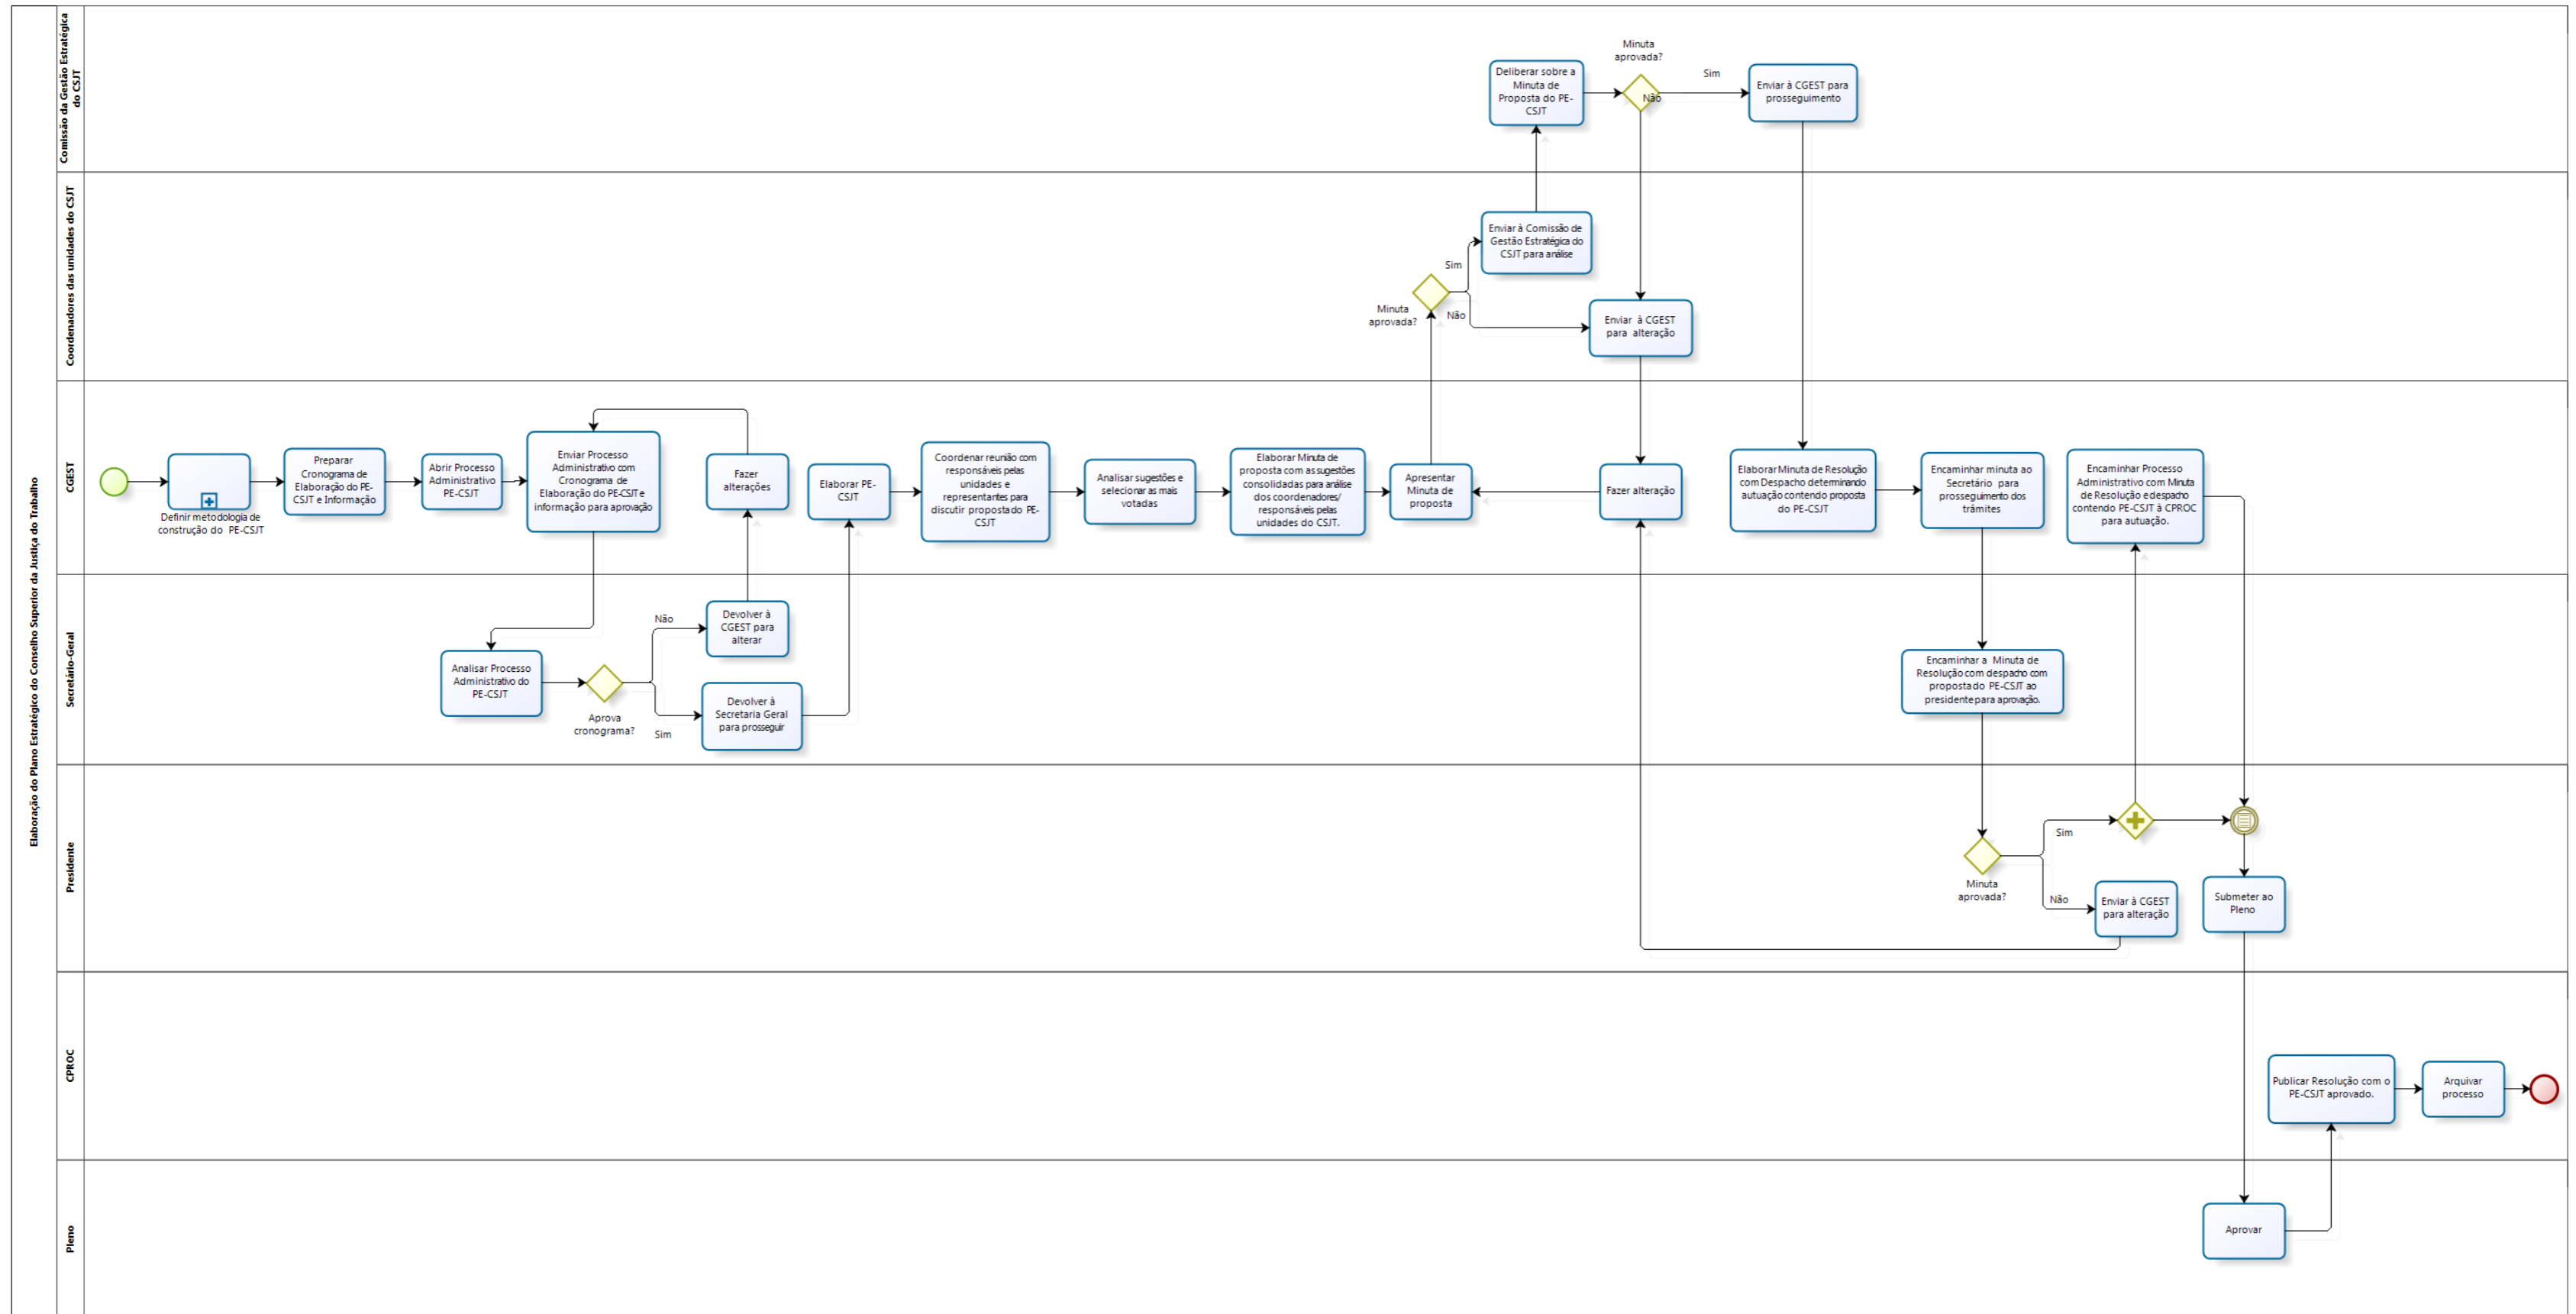 Elaboração do Plano Estratégico do Conselho Superior da Justiça do Trabalho
Comissão da Gestão Estratégica
do CSJT
Minuta
aprovada?
Deliberar sobre a
Minuta de
Proposta do PE-
CSJT
Não
Sim
Enviar à CGEST para
prosseguimento
Coordenadores das unidades do CSJT
Enviar à Comissão de
Gestão Estratégica do
CSJT para análise
Sim
Minuta
aprovada?
Não
Enviar à CGEST
para alteração
CGEST
Definir metodologia de
construção do PE-CSJT
Preparar
Cronograma de
Elaboração do PE-
CSJT e Informação
Abrir Processo
Administrativo
PE-CSJT
Enviar Processo
Administrativo com
Cronograma de
Elaboração do PE-CSJT e
informação para aprovação
Fazer
alterações
Elaborar PE-
CSJT
Coordenar reunião com
responsáveis pelas
unidades e
representantes para
discutir proposta do PE-
CSJT
Analisar sugestões e
selecionar as mais
votadas
Elaborar Minuta de
proposta com as sugestões
consolidadas para análise
dos coordenadores/
responsáveis pelas
unidades do CSJT.
Apresentar
Minuta de
proposta
Fazer alteração
Elaborar Minuta de Resolução
com Despacho determinando
autuação contendo proposta
do PE-CSJT
Encaminhar minuta ao
Secretário para
prosseguimento dos
trâmites
Encaminhar Processo
Administrativo com Minuta
de Resolução e despacho
contendo PE-CSJT à CPROC
para autuação.
Secretário-Geral
Analisar Processo
Administrativo do
PE-CSJT
Aprova
cronograma?
Não
Devolver à
CGEST para
alterar
Sim
Devolver à
Secretaria Geral
para prosseguir
Encaminhar a Minuta de
Resolução com despacho com
proposta do PE-CSJT ao
presidente para aprovação.
Presidente
Minuta
aprovada?
Sim
Não
Enviar à CGEST
para alteração
Submeter ao
Pleno
CPROC
Publicar Resolução com o
PE-CSJT aprovado.
Arquivar
processo
Pleno
Aprovar